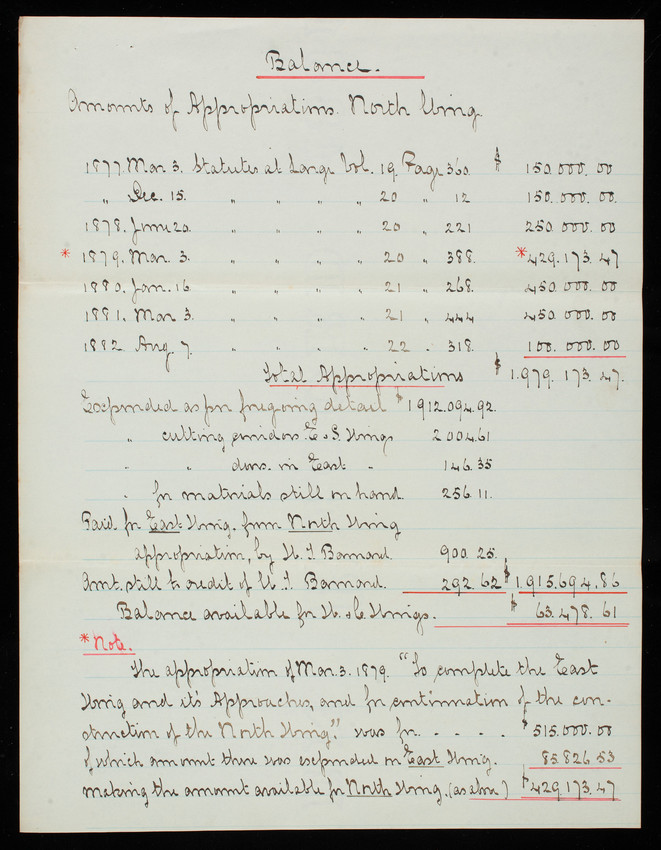 Balance.
Amounts of Appropriations. North Wing
1877 Mar 3. Statutes at Large Vol. 19. Page 360. $ 150.000.00
„ Dec. 15. „ „ „ „ 20 „ 12 150.000.00.
1878. June 20. „ „ „ „ 20 „ 221 250.000.00
* 1879. Mar. 3. „ „ „ „ 20 „ 388. *429.173.47
1880. Jan. 16 „ „ „ „ 21 „ 268. 450.000.00
1881. Mar 3. „ „ „ „ 21 „ 444 450.000.00
1882 Aug. 7. „ „ „ „ 22 „ 318. 100.000.00
Total Appropriations $ 1.979.173.47.
Expended as per foregoing detail $ 1912.094.92.
„ cutting corridors E. & S. Wings 2004.61
„ „ doors in East „ 146.35
„ for materials still on hand 256.11.
Paid for East Wing. from North Wing
appropriation, by H. T. Barnard. 900.25.
Amt. still to credit of H. T. Barnard. 292.62 $ 1.915.694.86
Balance available for W. & C. Wings. $ 63.478.61
*Note.
The appropriation of Mar. 3. 1879. "To complete the East
Wing and it's Approaches, and for continuation of the con-
struction of the North Wing." was for. - - - - $ 515.000.00
of which amount there was expended on East Wing. 85.826.53
making the amount available for North Wing. (as above) $ 429.173.47